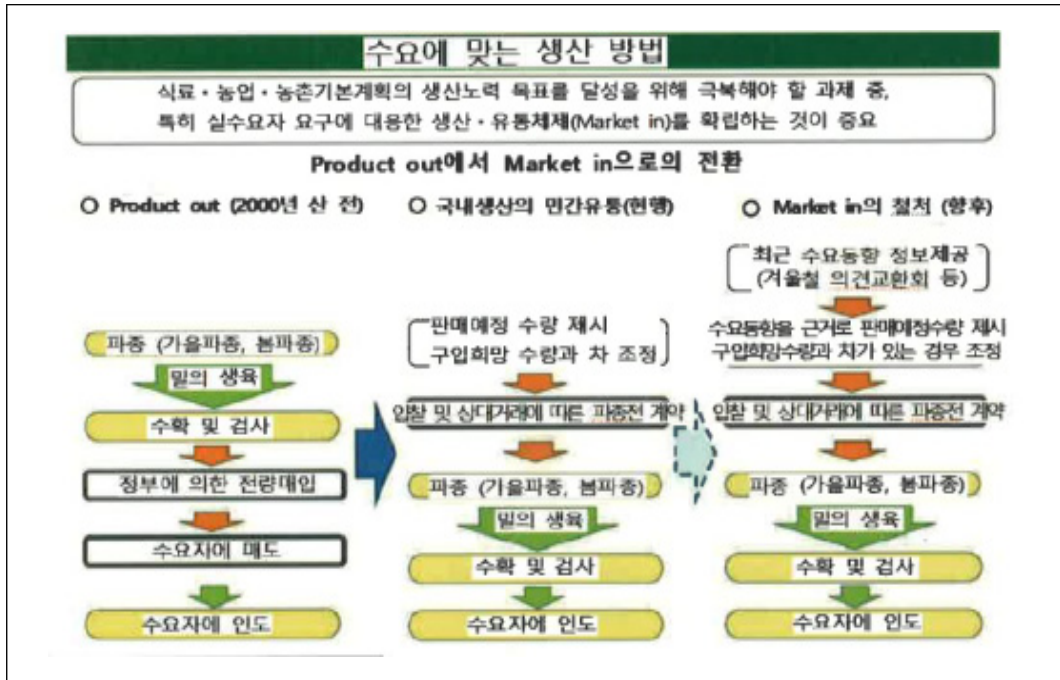 수요에 맞는 생산 방법
식료・농업・농촌기본계획의 생산노력 목표를 달성을 위해 극복해야 할 과제 중,
특히 실수요자 요구에 대응한 생산・유통체제(Market in)를 확립하는 것이 중요
Product out에서 Market in으로의 전환
○ Product out (2000년 산 전)
파종 (가을파종, 봄파종)
밀의 생육
수확 및 검사
정부에 의한 전량매입
수요자에 매도
수요자에 인도
○ 국내생산의 민간유통(현행)
판매예정 수량 제시
구입희망 수량과 차 조정
입찰 및 상대거래에 따른 파종전 계약
파종 (가을파종, 봄파종)
밀의 생육
수확 및 검사
수요자에 인도
○ Market in의 철저 (향후)
최근 수요동향 정보제공
(겨울철 의견교환회 등)
수요동향을 근거로 판매예정수량 제시
구입희망수량과 차가 있는 경우 조정
입찰 및 상대거래에 따른 파종전 계약
파종 (가을파종, 봄파종)
밀의 생육
수확 및 검사
수요자에 인도